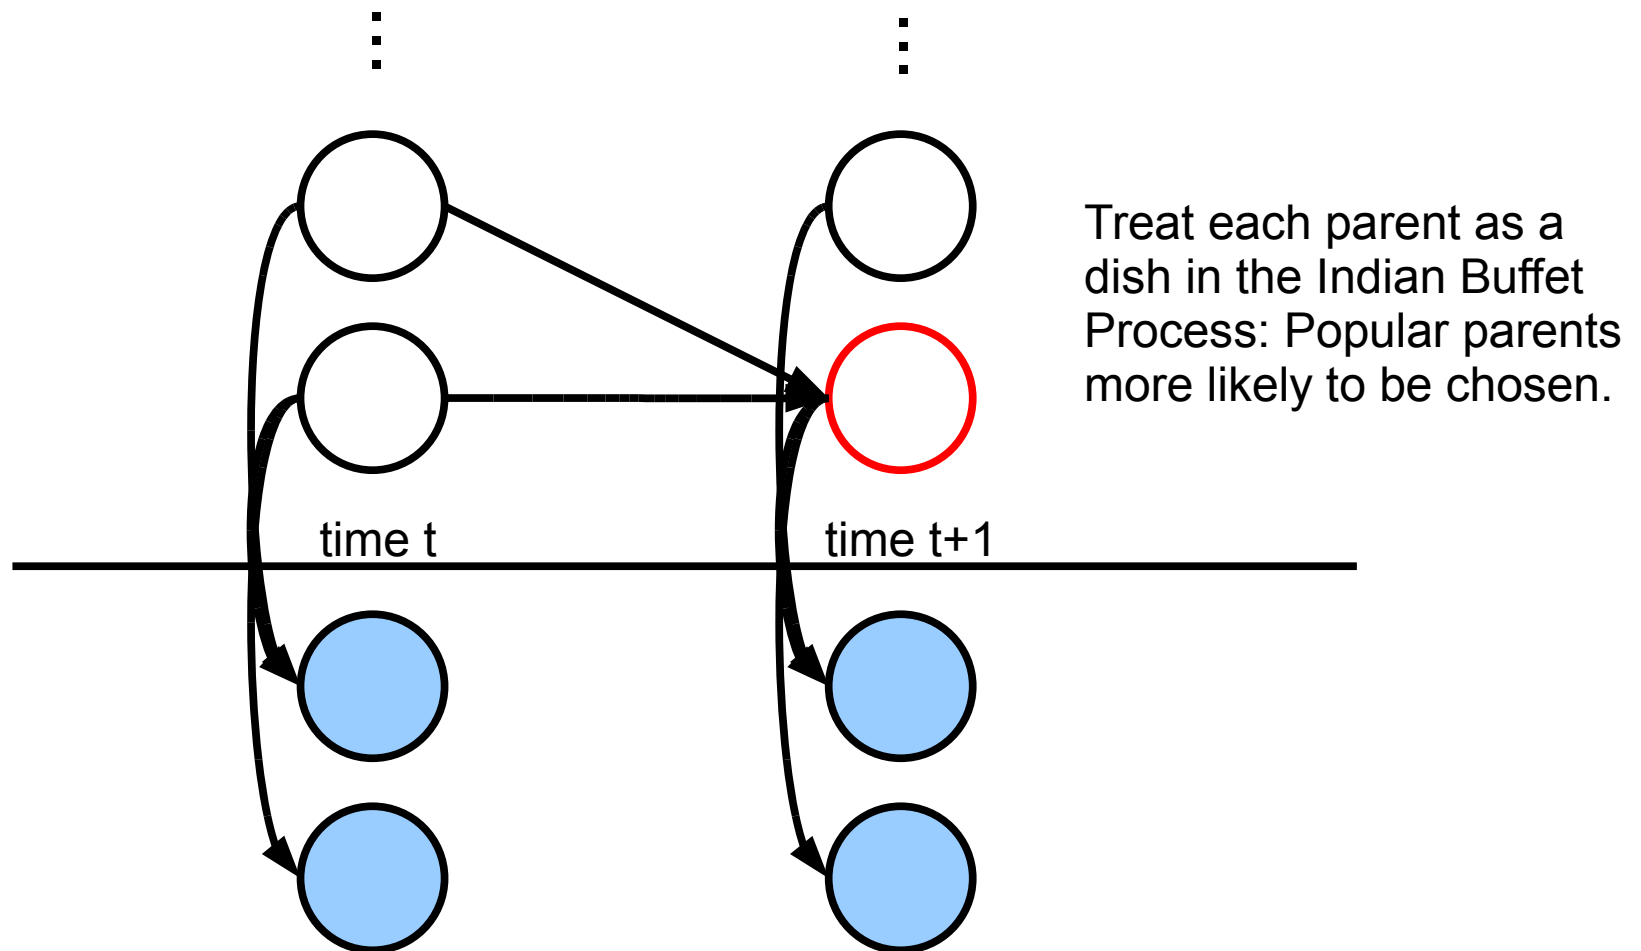 Treat each parent as a
dish in the Indian Buffet
Process: Popular parents
more likely to be chosen.
time t
time t+1